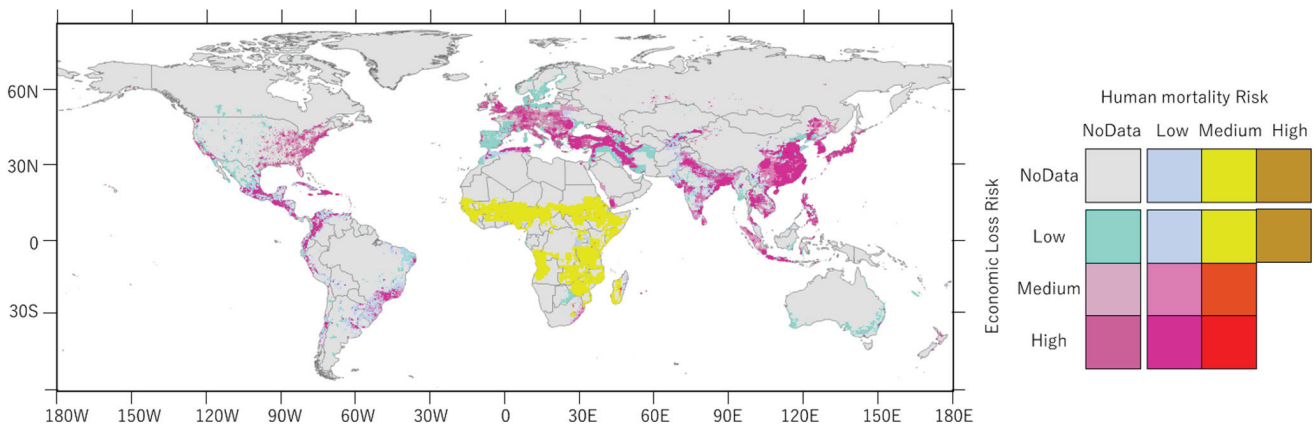 60N
30N
0
30S
180W 150W 120W 90W 60W 30W 0 30E 60E 90E 120E 150E 180E
Human mortality Risk
NoData Low Medium High
Economic Loss Risk
NoData
Low
Medium
High